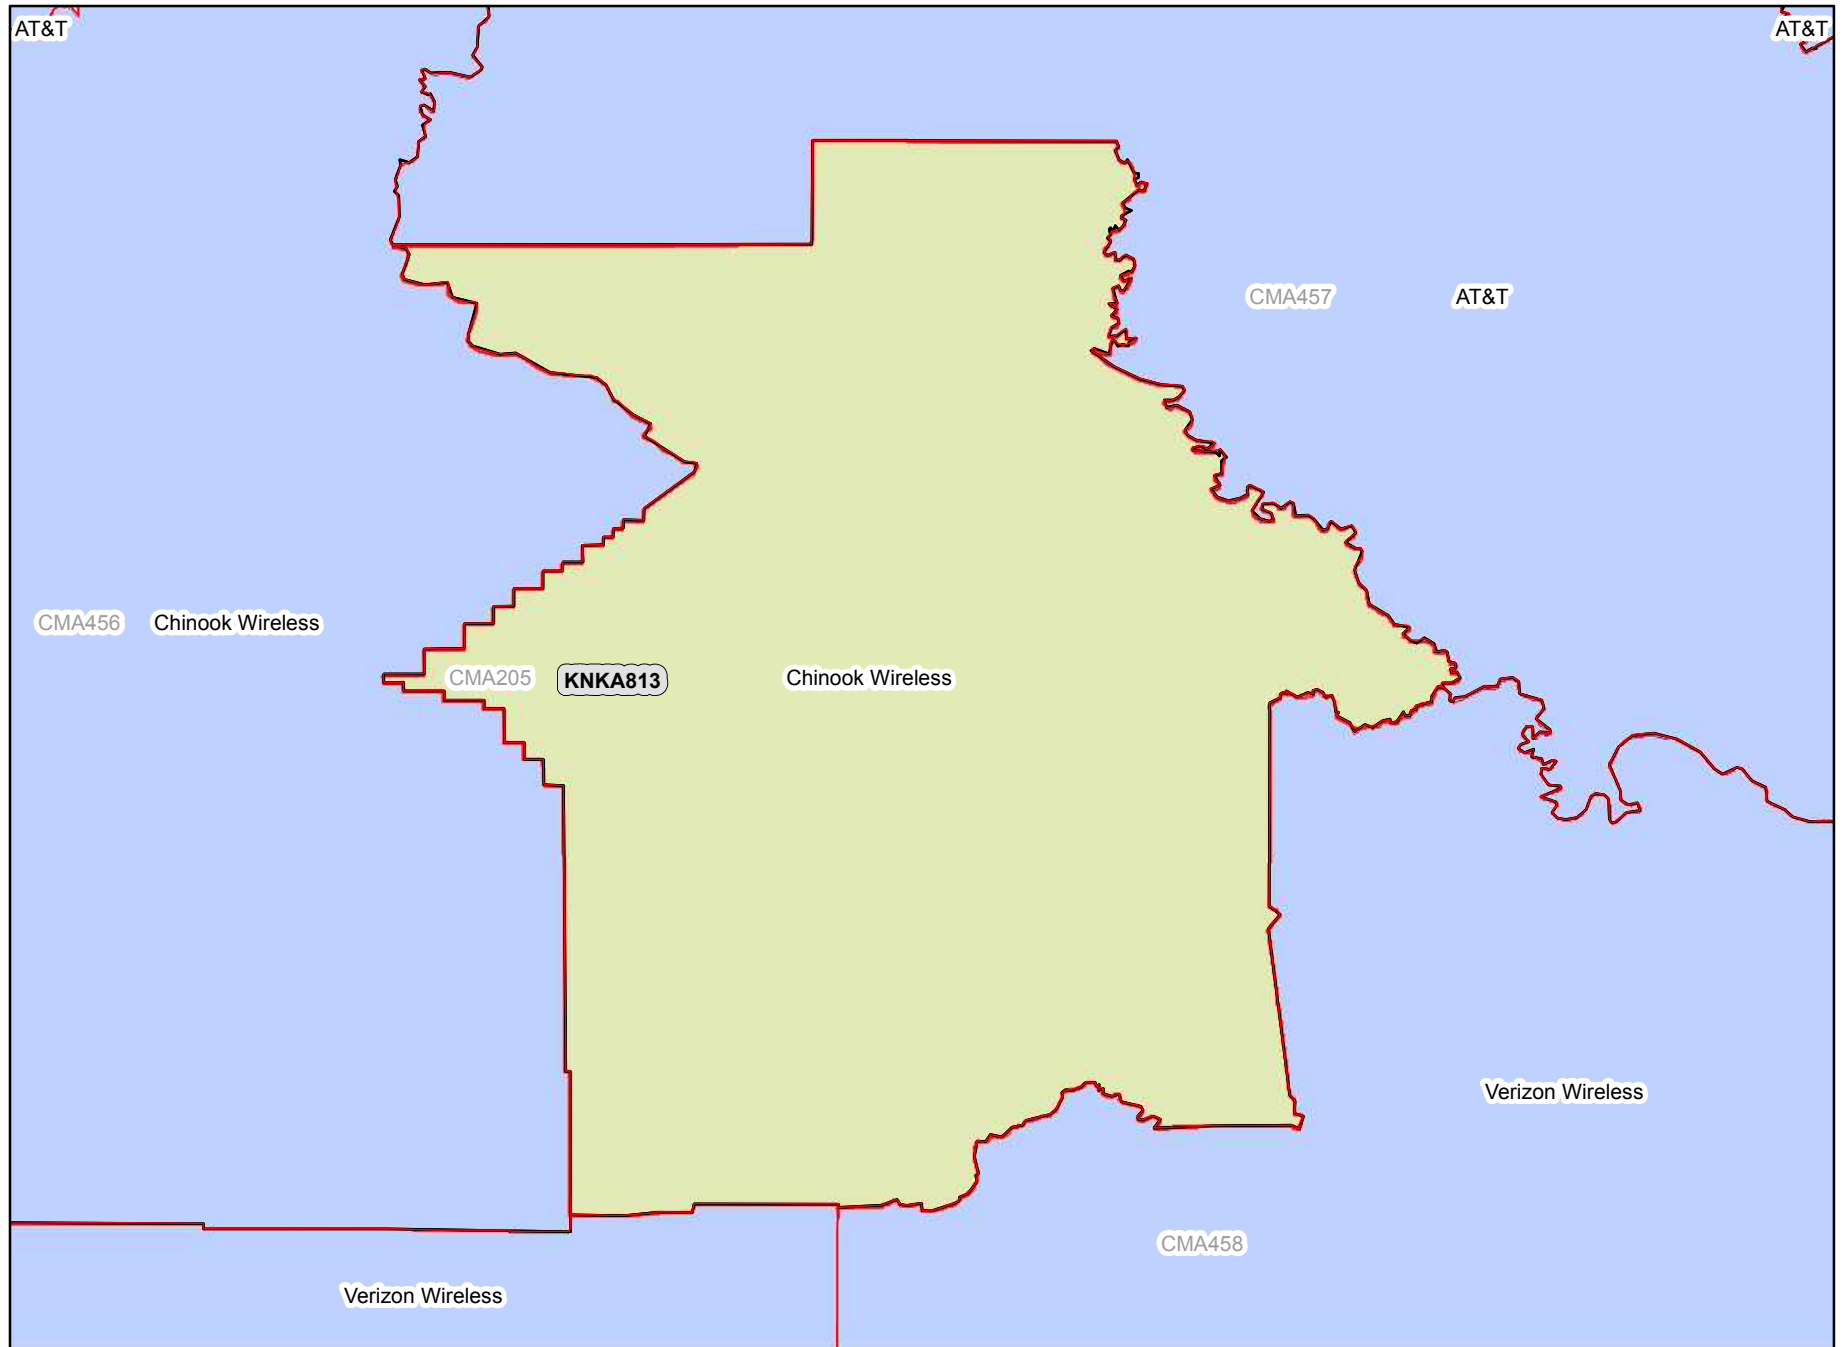 AT&T
AT&T
CMA457
AT&T
CMA456
Chinook Wireless
CMA205
KNKA813
Chinook Wireless
Verizon Wireless
CMA458
Verizon Wireless